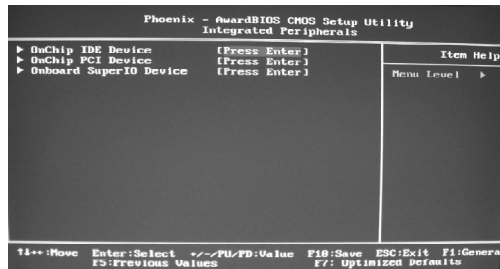 Phoenix - AwardBIOS CMOS Setup Utility
Integrated Peripherals
▶ OnChip IDE Device [Press Enter]
▶ OnChip PCI Device [Press Enter]
▶ Onboard SuperIO Device [Press Enter]
Item Help
Menu Level ▶
↑↓→←:Move Enter:Select +/-/PU/PD:Value F10:Save ESC:Exit F1:Genera
F5:Previous Values F7: Optimized Defaults